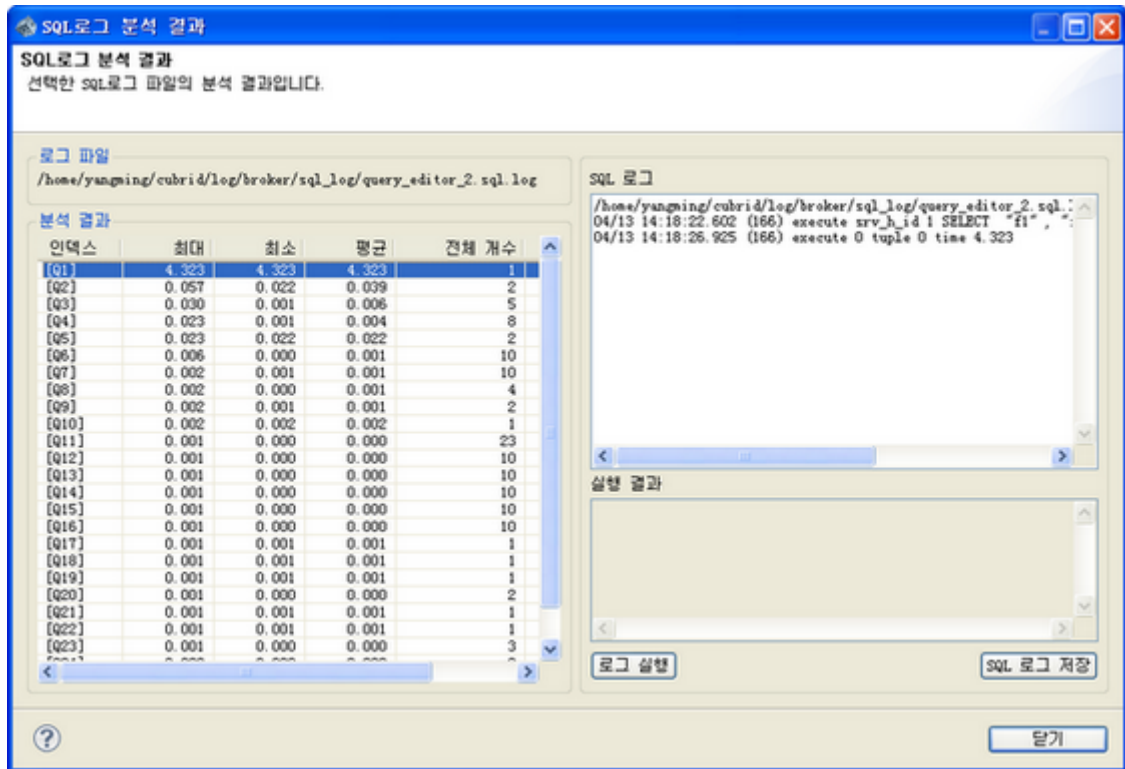 SQL로그 분석 결과
SQL로그 분석 결과
선택한 SQL로그 파일의 분석 결과입니다.
로그 파일
/home/yangming/cubrid/log/broker/sql_log/query_editor_2.sql.log
분석 결과
인덱스 최대 최소 평균 전체 개수
[Q1] 4.323 4.323 4.323 1
[Q2] 0.057 0.022 0.039 2
[Q3] 0.030 0.001 0.006 5
[Q4] 0.023 0.001 0.004 8
[Q5] 0.023 0.022 0.022 2
[Q6] 0.006 0.000 0.001 10
[Q7] 0.002 0.001 0.001 10
[Q8] 0.002 0.000 0.001 4
[Q9] 0.002 0.001 0.001 2
[Q10] 0.002 0.002 0.002 1
[Q11] 0.001 0.000 0.000 23
[Q12] 0.001 0.000 0.000 10
[Q13] 0.001 0.000 0.000 10
[Q14] 0.001 0.000 0.000 10
[Q15] 0.001 0.000 0.000 10
[Q16] 0.001 0.000 0.000 10
[Q17] 0.001 0.001 0.001 1
[Q18] 0.001 0.001 0.001 1
[Q19] 0.001 0.001 0.001 1
[Q20] 0.001 0.000 0.000 2
[Q21] 0.001 0.001 0.001 1
[Q22] 0.001 0.001 0.001 1
[Q23] 0.001 0.000 0.000 3
SQL 로그
/home/yangming/cubrid/log/broker/sql_log/query_editor_2.sql.
04/13 14:18:22.602 (166) execute srv_h_id 1 SELECT "f1", "
04/13 14:18:26.925 (166) execute 0 tuple 0 time 4.323
실행 결과
로그 실행
SQL 로그 저장
?
닫기